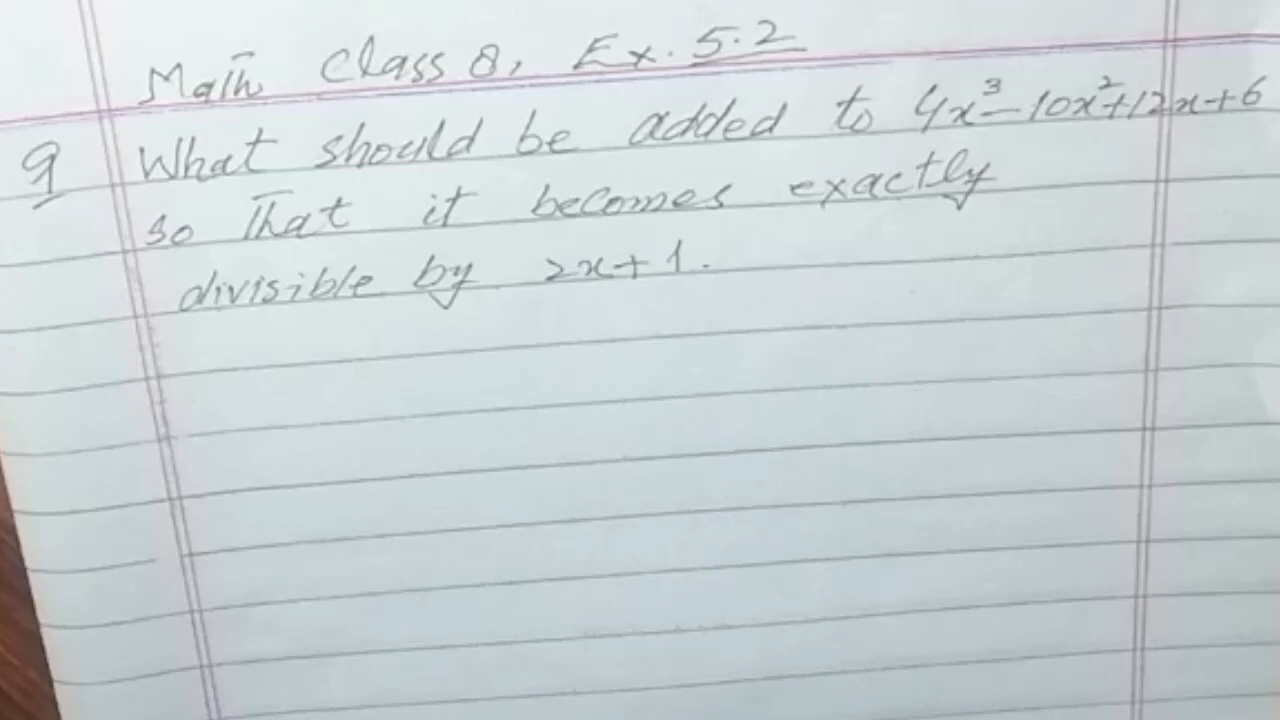 Math Class 8, Ex. 5.2
9 What should be added to 4x³-10x²+12x+6
so that it becomes exactly
divisible by 2x+1.